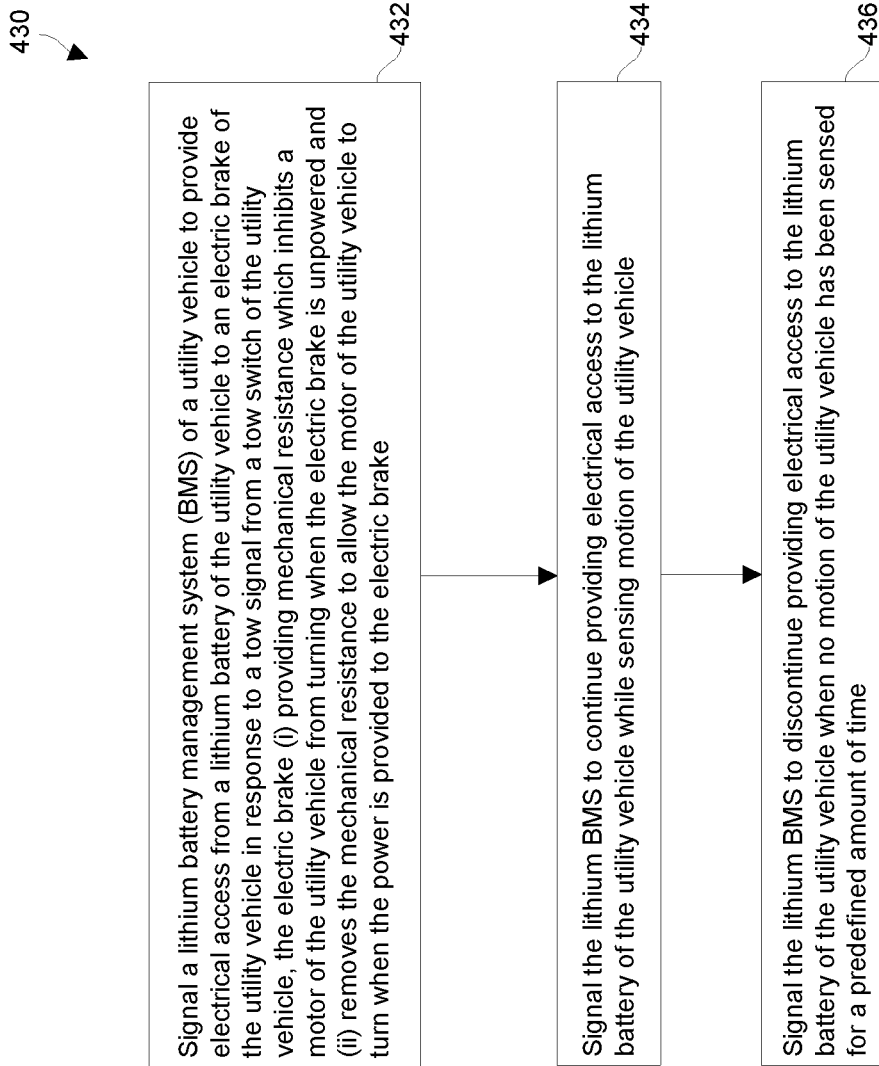 430
Signal a lithium battery management system (BMS) of a utility vehicle to provide
electrical access from a lithium battery of the utility vehicle to an electric brake of
the utility vehicle in response to a tow signal from a tow switch of the utility
vehicle, the electric brake (i) providing mechanical resistance which inhibits a
motor of the utility vehicle from turning when the electric brake is unpowered and
(ii) removes the mechanical resistance to allow the motor of the utility vehicle to
turn when the power is provided to the electric brake
432
Signal the lithium BMS to continue providing electrical access to the lithium
battery of the utility vehicle while sensing motion of the utility vehicle
434
Signal the lithium BMS to discontinue providing electrical access to the lithium
battery of the utility vehicle when no motion of the utility vehicle has been sensed
for a predefined amount of time
436